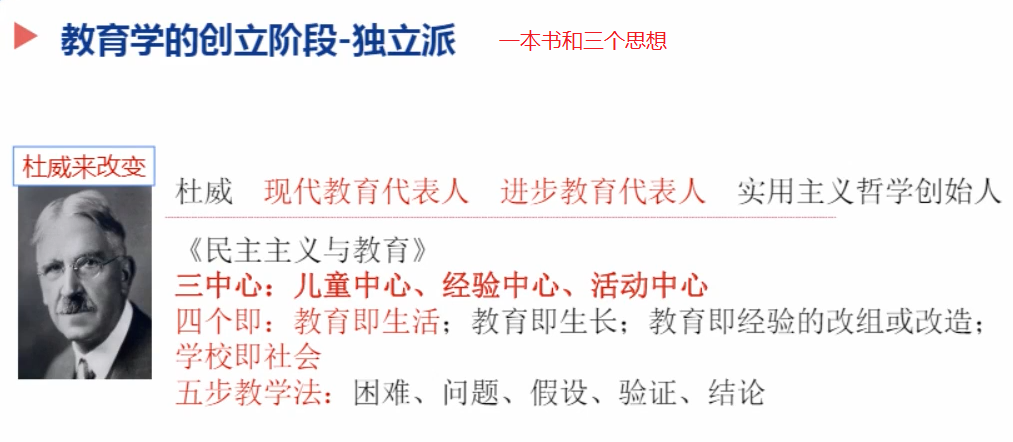 教育学的创立阶段-独立派 一本书和三个思想
杜威来改变
杜威 现代教育代表人 进步教育代表人 实用主义哲学创始人
《民主主义与教育》
三中心：儿童中心、经验中心、活动中心
四个即：教育即生活；教育即生长；教育即经验的改组或改造；
学校即社会
五步教学法：困难、问题、假设、验证、结论